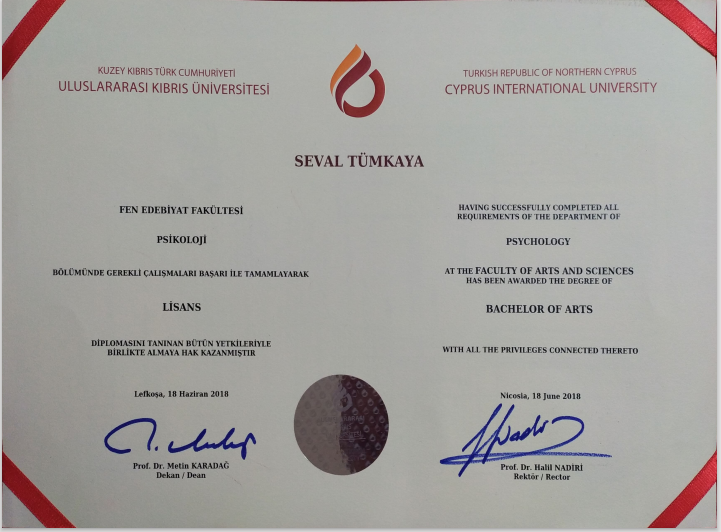 KUZEY KIBRIS TÜRK CUMHURİYETİ
ULUSLARARASI KIBRIS ÜNİVERSİTESİ
TURKISH REPUBLIC OF NORTHERN CYPRUS
CYPRUS INTERNATIONAL UNIVERSITY
SEVAL TÜMKAYA
FEN EDEBİYAT FAKÜLTESİ
PSİKOLOJİ
BÖLÜMÜNDE GEREKLİ ÇALIŞMALARI BAŞARI İLE TAMAMLAYARAK
LİSANS
DİPLOMASINI TANINAN BÜTÜN YETKİLERİYLE
BİRLİKTE ALMAYA HAK KAZANMIŞTIR
Lefkoşa, 18 Haziran 2018
Prof. Dr. Metin KARADAĞ
Dekan / Dean
HAVING SUCCESSFULLY COMPLETED ALL
REQUIREMENTS OF THE DEPARTMENT OF
PSYCHOLOGY
AT THE FACULTY OF ARTS AND SCIENCES
HAS BEEN AWARDED THE DEGREE OF
BACHELOR OF ARTS
WITH ALL THE PRIVILEGES CONNECTED THERETO
Nicosia, 18 June 2018
Prof. Dr. Halil NADİRİ
Rektör / Rector